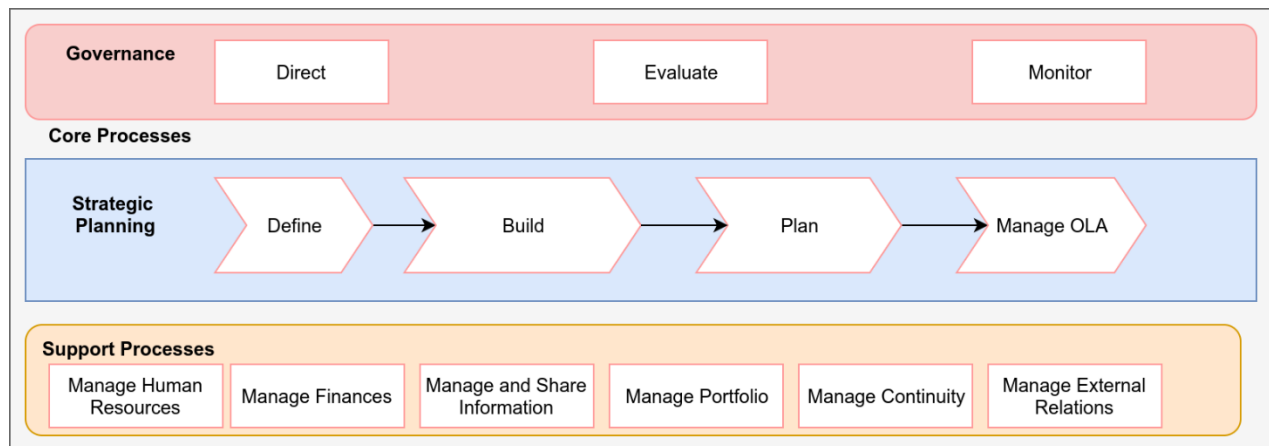 Governance
Direct
Evaluate
Monitor
Core Processes
Strategic
Planning
Define
Build
Plan
Manage OLA
Support Processes
Manage Human
Resources
Manage Finances
Manage and Share
Information
Manage Portfolio
Manage Continuity
Manage External
Relations